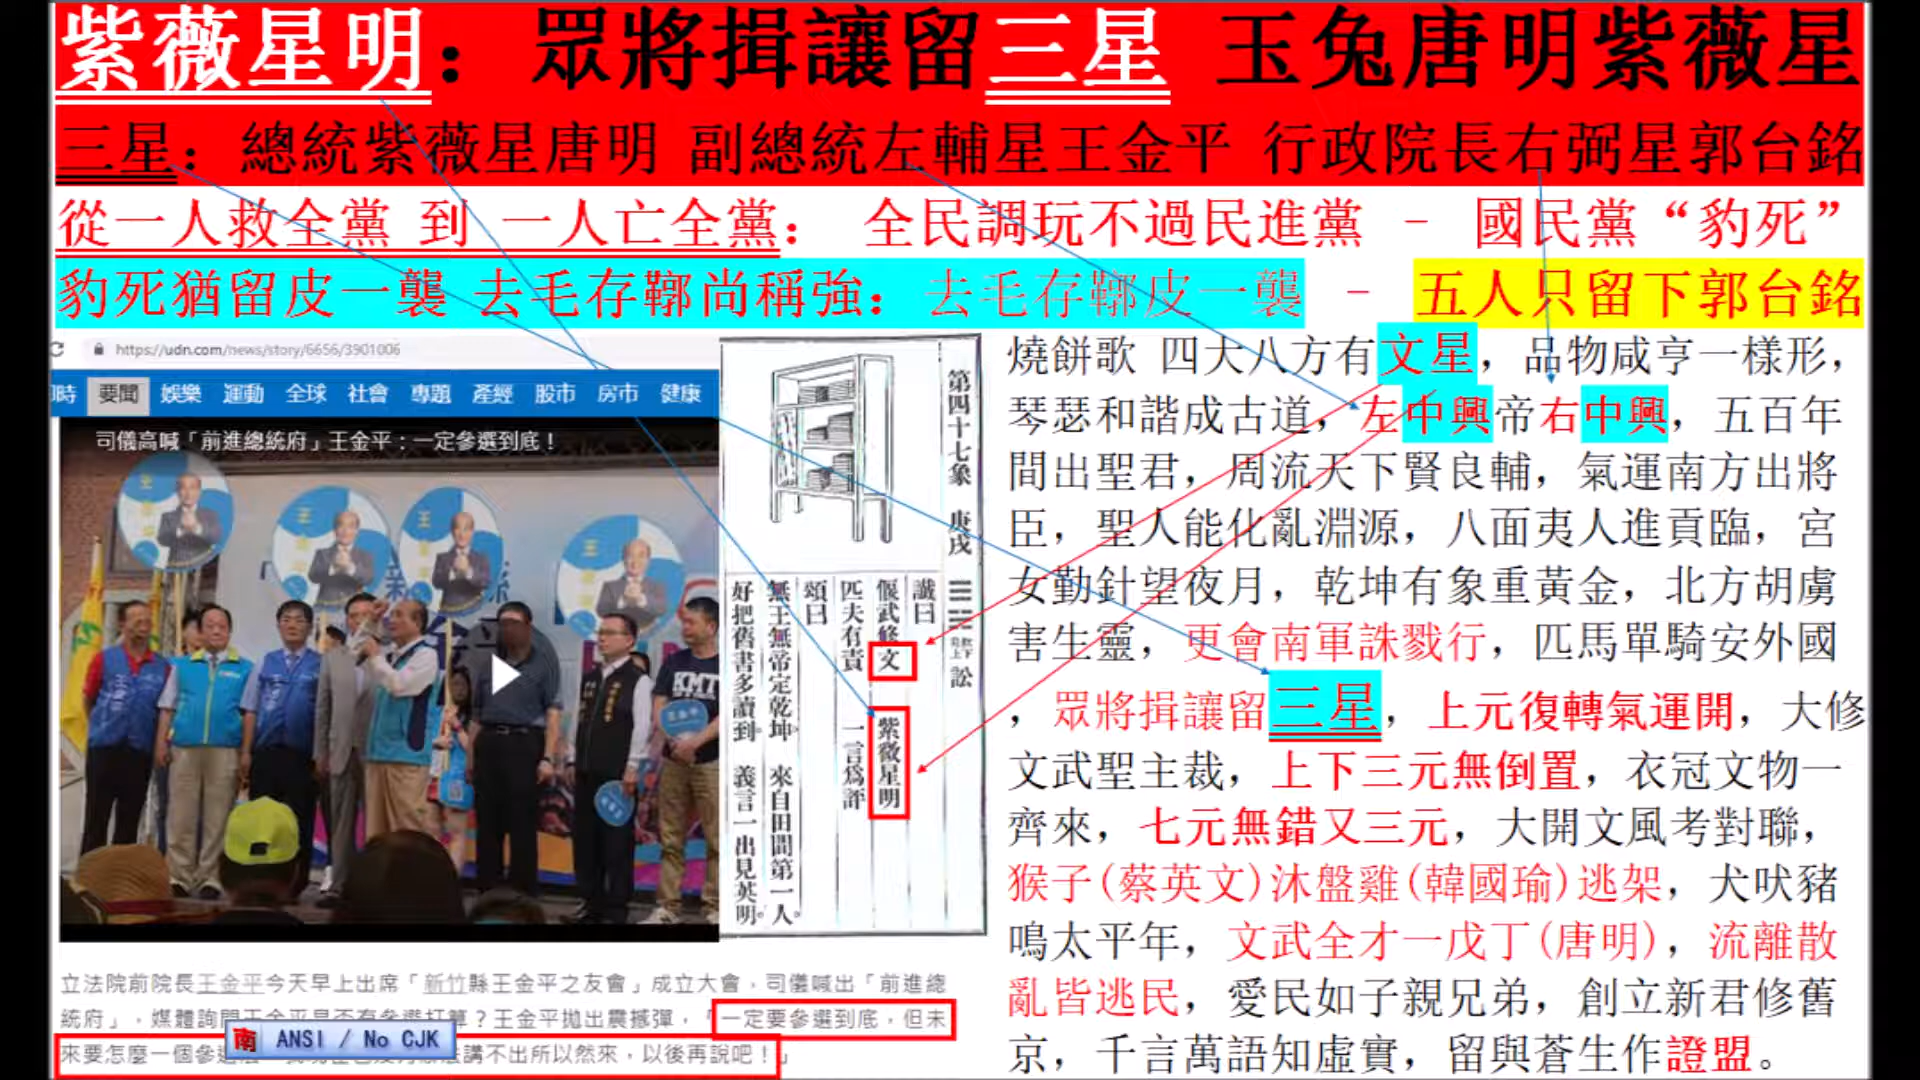 紫薇星明：眾將揖讓留三星 玉兔唐明紫薇星
三星：總統紫薇星唐明 副總統左輔星王金平 行政院長右弼星郭台銘
從一人救全黨 到 一人亡全黨： 全民調玩不過民進黨 - 國民黨“豹死”
豹死猶留皮一襲 去毛存鞹尚稱強：去毛存鞹皮一襲 - 五人只留下郭台銘
https://udn.com/news/story/6656/3901006
要聞 娛樂 運動 全球 社會 專題 產經 股市 房市 健康
司儀高喊「前進總統府」王金平：一定參選到底！
KMT
立法院前院長王金平今天早上出席「新竹縣王金平之友會」成立大會，司儀喊出「前進總
統府」，媒體詢問王金平是否有參選打算？王金平拋出震撼彈，「一定要參選到底，但未
來要怎麼一個參選法，講不出所以然來，以後再說吧！」
南 ANSI / No CJK
第四十七象 庚戌
訟
讖曰
偃武修文 紫微星明
匹夫有責 一言為評
頌曰
無王無帝定乾坤 來自田間第一人
好把舊書多讀到 義言一出見英明
燒餅歌 四大八方有文星，品物咸亨一樣形，
琴瑟和諧成古道，左中興帝右中興，五百年
間出聖君，周流天下賢良輔，氣運南方出將
臣，聖人能化亂淵源，八面夷人進貢臨，宮
女勤針望夜月，乾坤有象重黃金，北方胡虜
害生靈，更會南軍誅戮行，匹馬單騎安外國
，眾將揖讓留三星，上元復轉氣運開，大修
文武聖主裁，上下三元無倒置，衣冠文物一
齊來，七元無錯又三元，大開文風考對聯，
猴子(蔡英文)沐盤雞(韓國瑜)逃架，犬吠豬
鳴太平年，文武全才一戊丁(唐明)，流離散
亂皆逃民，愛民如子親兄弟，創立新君修舊
京，千言萬語知虛實，留與蒼生作證盟。